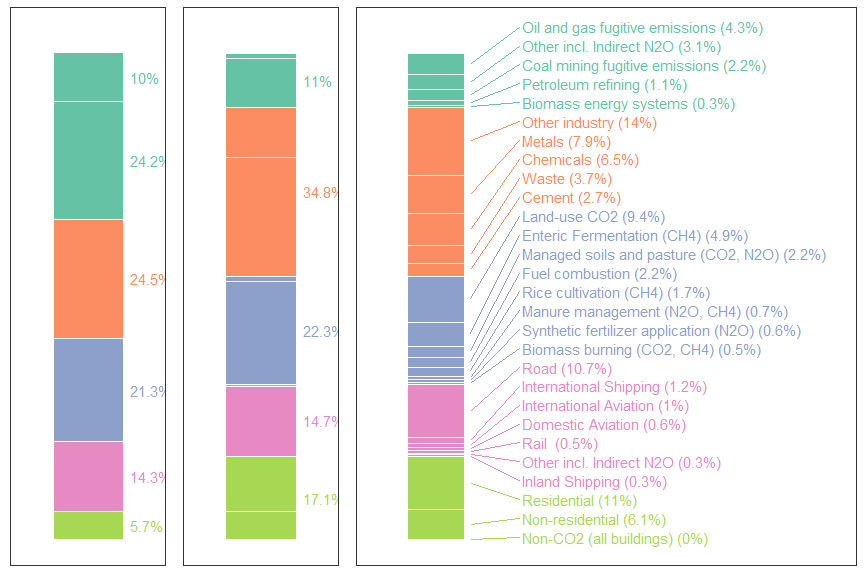 10%
24.2%
24.5%
21.3%
14.3%
5.7%
11%
34.8%
22.3%
14.7%
17.1%
Oil and gas fugitive emissions (4.3%)
Other incl. Indirect N2O (3.1%)
Coal mining fugitive emissions (2.2%)
Petroleum refining (1.1%)
Biomass energy systems (0.3%)
Other industry (14%)
Metals (7.9%)
Chemicals (6.5%)
Waste (3.7%)
Cement (2.7%)
Land-use CO2 (9.4%)
Enteric Fermentation (CH4) (4.9%)
Managed soils and pasture (CO2, N2O) (2.2%)
Fuel combustion (2.2%)
Rice cultivation (CH4) (1.7%)
Manure management (N2O, CH4) (0.7%)
Synthetic fertilizer application (N2O) (0.6%)
Biomass burning (CO2, CH4) (0.5%)
Road (10.7%)
International Shipping (1.2%)
International Aviation (1%)
Domestic Aviation (0.6%)
Rail (0.5%)
Other incl. Indirect N2O (0.3%)
Inland Shipping (0.3%)
Residential (11%)
Non-residential (6.1%)
Non-CO2 (all buildings) (0%)